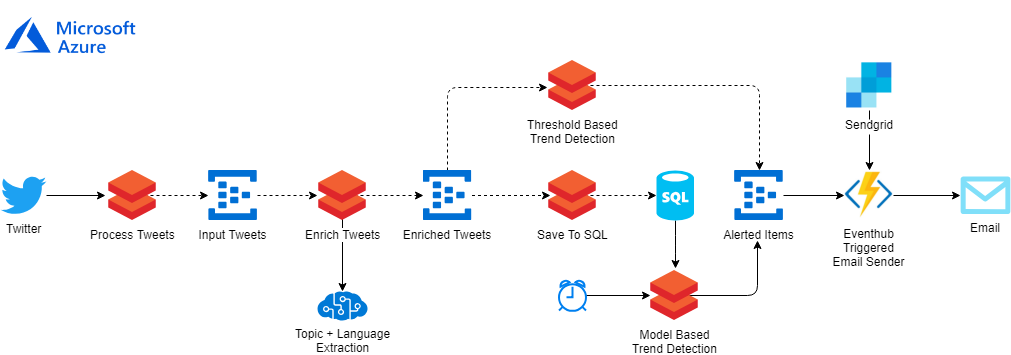 Microsoft
Azure
Threshold Based
Trend Detection
Sendgrid
SQL
Twitter
Process Tweets
Input Tweets
Enrich Tweets
Enriched Tweets
Save To SQL
Alerted Items
Eventhub
Triggered
Email Sender
Email
Topic + Language
Extraction
Model Based
Trend Detection